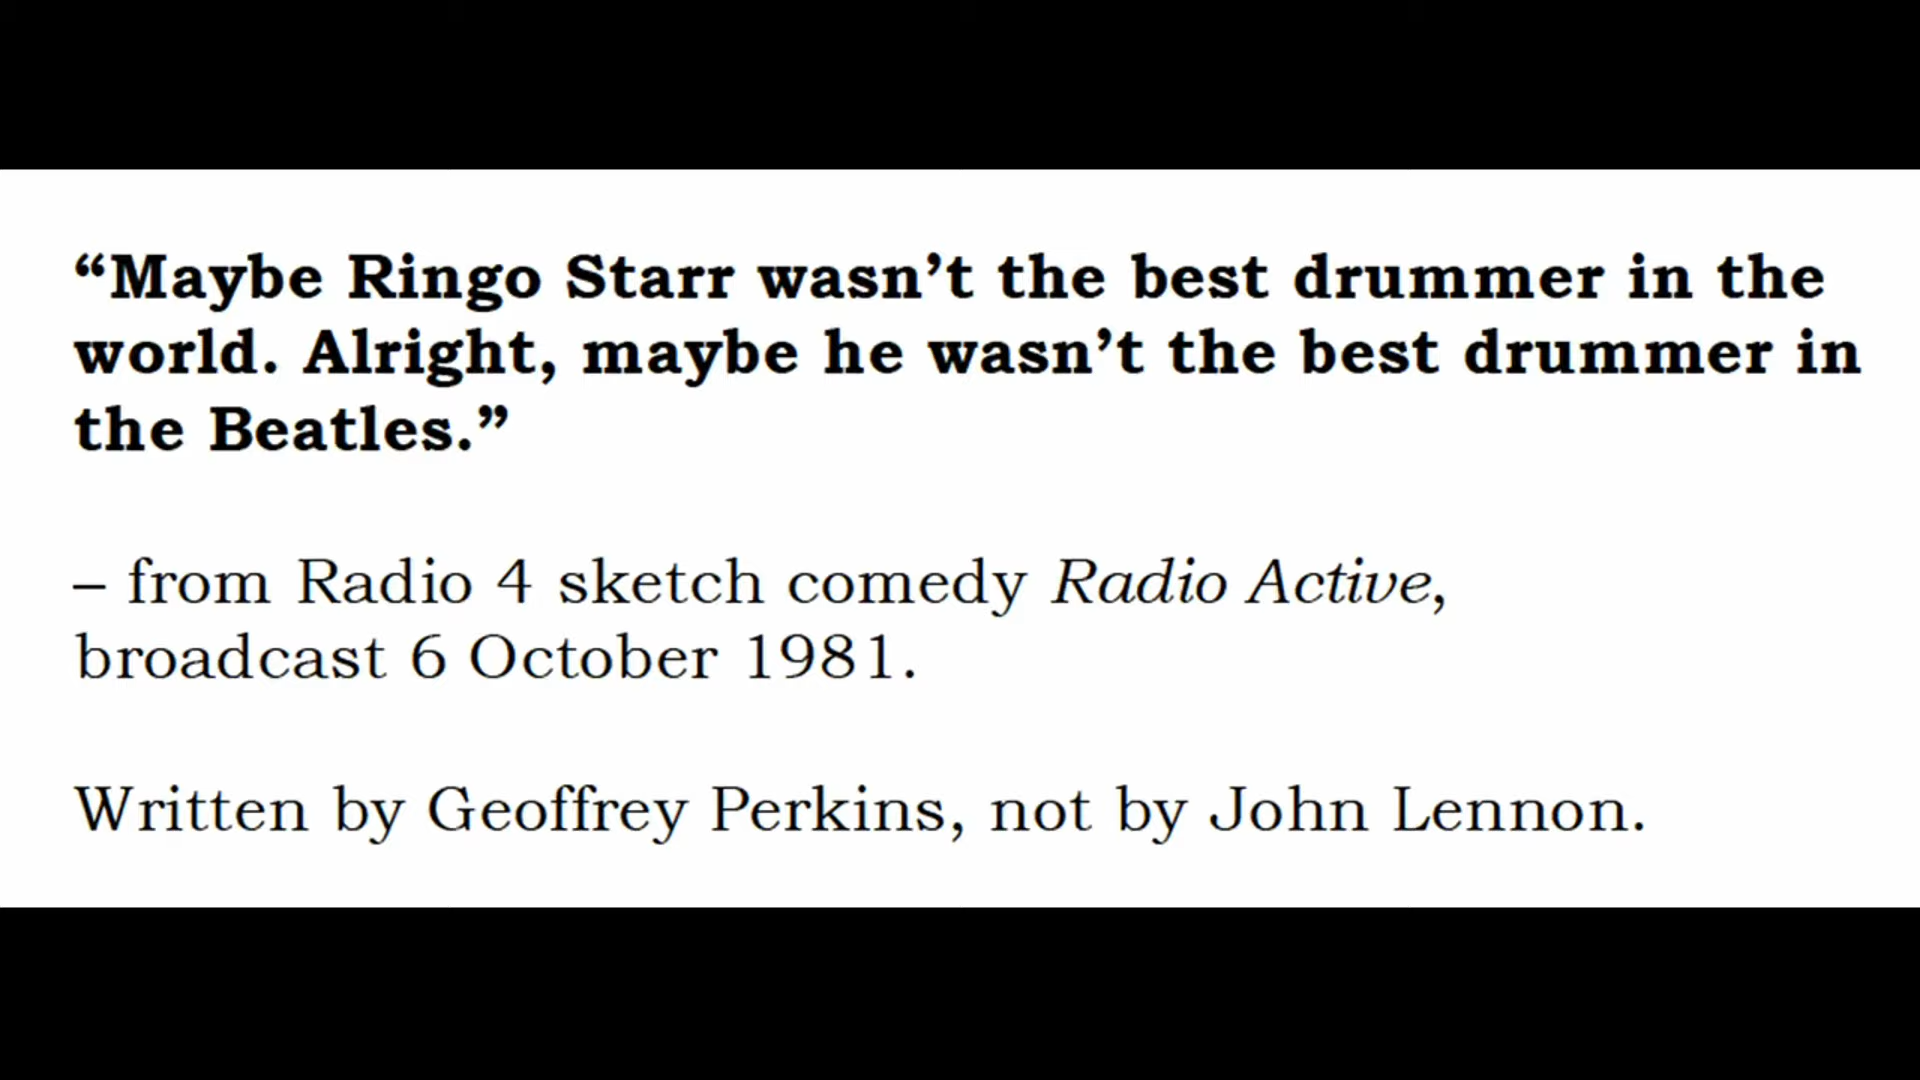 “Maybe Ringo Starr wasn’t the best drummer in the
world. Alright, maybe he wasn’t the best drummer in
the Beatles.”
– from Radio 4 sketch comedy Radio Active,
broadcast 6 October 1981.
Written by Geoffrey Perkins, not by John Lennon.